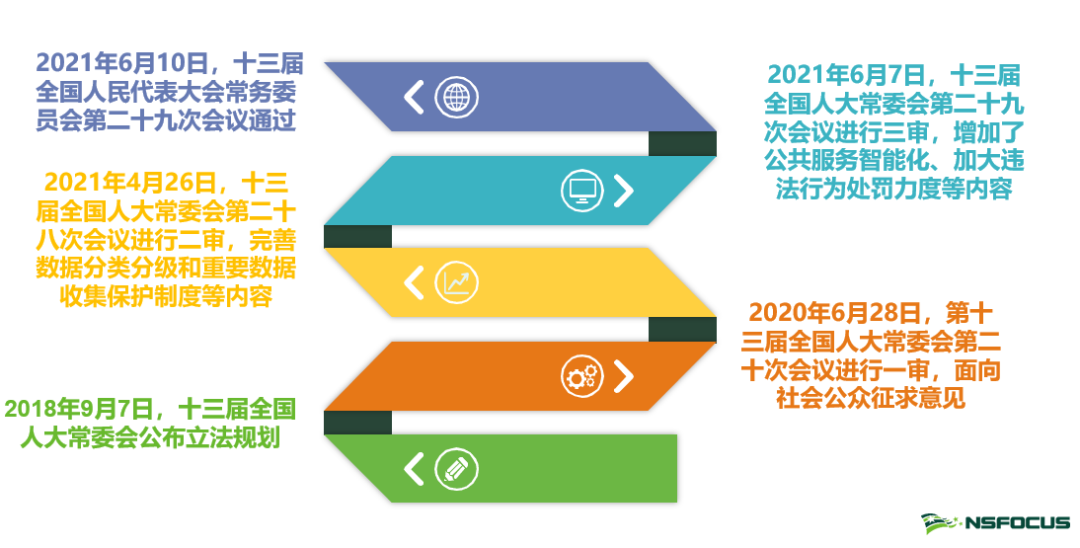 2021年6月10日，十三届
全国人民代表大会常务委
员会第二十九次会议通过
2021年6月7日，十三届
全国人大常委会第二十九
次会议进行三审，增加了
公共服务智能化、加大违
法行为处罚力度等内容
2021年4月26日，十三
届全国人大常委会第二十
八次会议进行二审，完善
数据分类分级和重要数据
收集保护制度等内容
2020年6月28日，第十
三届全国人大常委会第二
十次会议进行一审，面向
社会公众征求意见
2018年9月7日，十三届全国
人大常委会公布立法规划
NSFOCUS